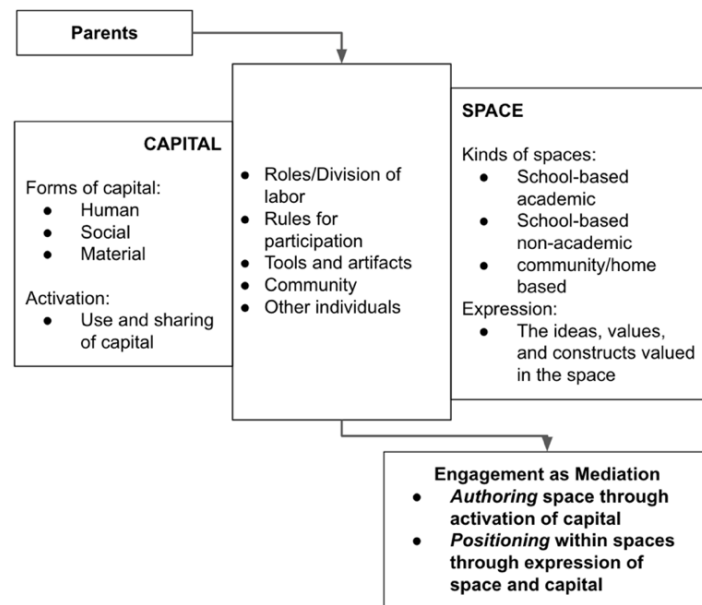 Parents
CAPITAL
Forms of capital:
● Human
● Social
● Material
Activation:
● Use and sharing
of capital
● Roles/Division of
labor
● Rules for
participation
● Tools and artifacts
● Community
● Other individuals
SPACE
Kinds of spaces:
● School-based
academic
● School-based
non-academic
● community/home
based
Expression:
● The ideas, values,
and constructs valued
in the space
Engagement as Mediation
● Authoring space through
activation of capital
● Positioning within spaces
through expression of
space and capital